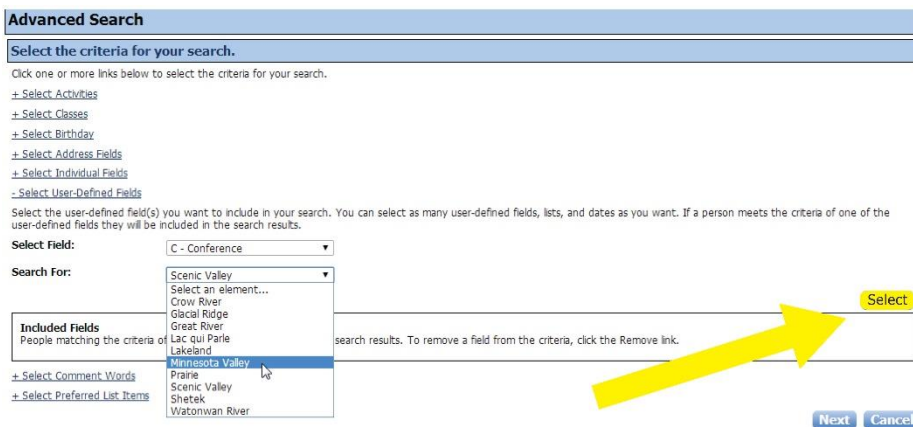 Advanced Search
Select the criteria for your search.
Click one or more links below to select the criteria for your search.
+ Select Activities
+ Select Classes
+ Select Birthday
+ Select Address Fields
+ Select Individual Fields
- Select User-Defined Fields
Select the user-defined field(s) you want to include in your search. You can select as many user-defined fields, lists, and dates as you want. If a person meets the criteria of one of the
user-defined fields they will be included in the search results.
Select Field: C - Conference
Search For: Scenic Valley
Select an element...
Crow River
Glacial Ridge
Great River
Lac qui Parle
Lakeland
Minnesota Valley
Prairie
Scenic Valley
Shetek
Watonwan River
Select
Included Fields
People matching the criteria of search results. To remove a field from the criteria, click the Remove link.
+ Select Comment Words
+ Select Preferred List Items
Next Cancel